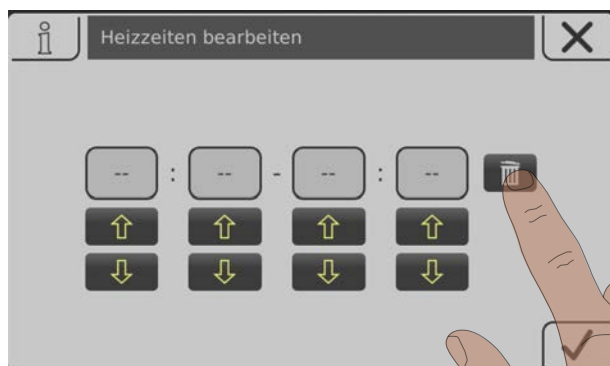 i Heizzeiten bearbeiten
-- : -- - -- : --